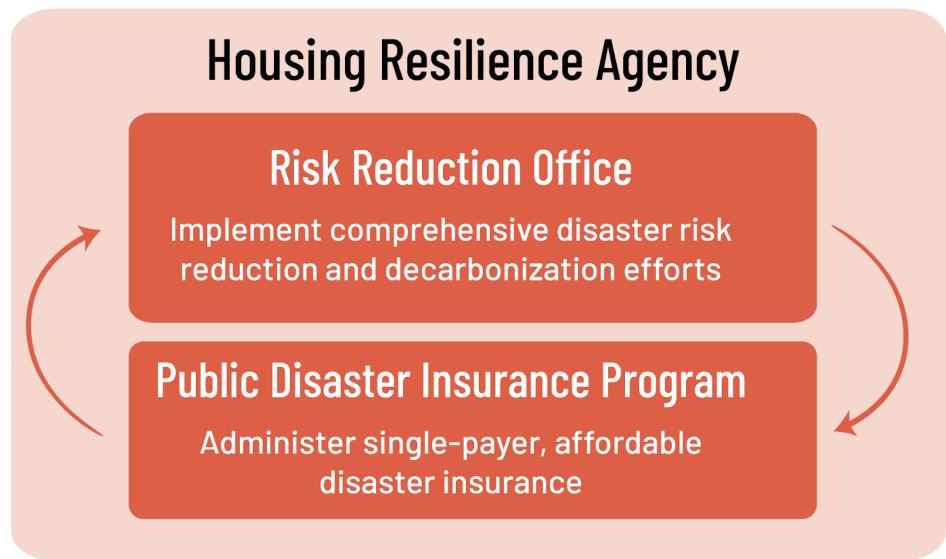 Housing Resilience Agency
Risk Reduction Office
Implement comprehensive disaster risk
reduction and decarbonization efforts
Public Disaster Insurance Program
Administer single-payer, affordable
disaster insurance